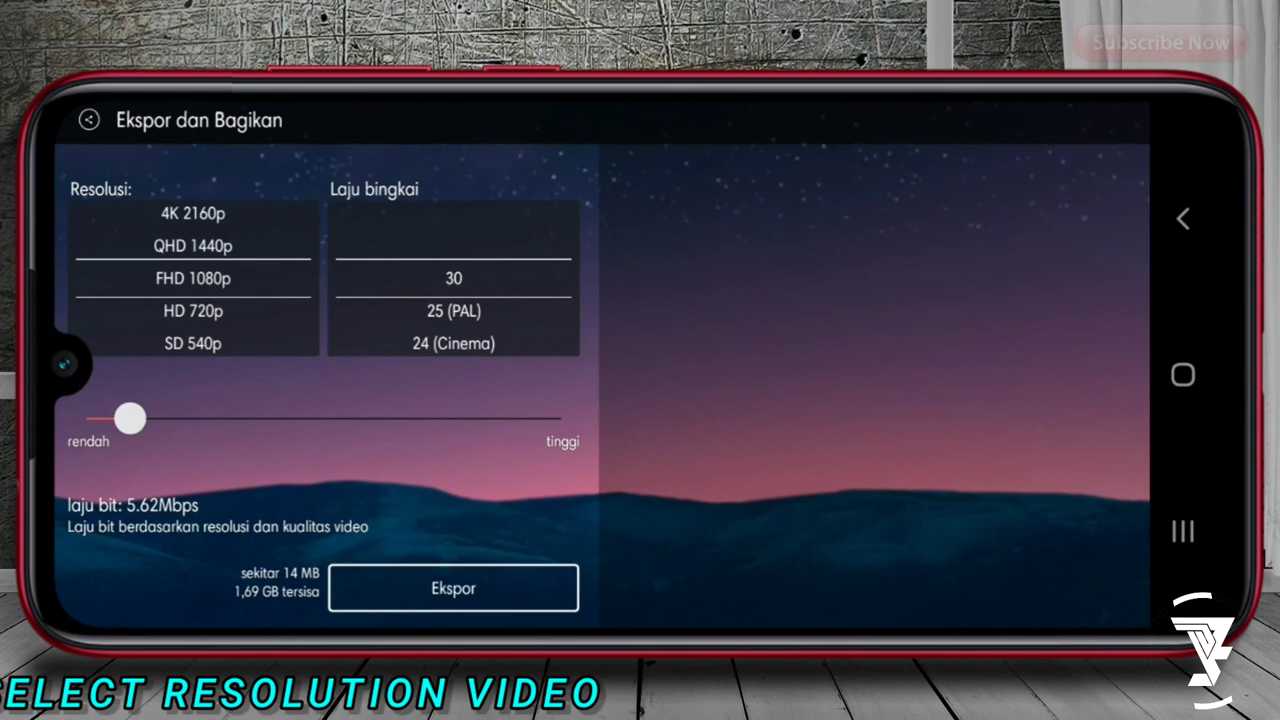 Subscribe Now
Ekspor dan Bagikan
Resolusi:
4K 2160p
QHD 1440p
FHD 1080p
HD 720p
SD 540p
Laju bingkai
30
25 (PAL)
24 (Cinema)
rendah
tinggi
laju bit: 5.62Mbps
Laju bit berdasarkan resolusi dan kualitas video
sekitar 14 MB
1,69 GB tersisa
Ekspor
SELECT RESOLUTION VIDEO